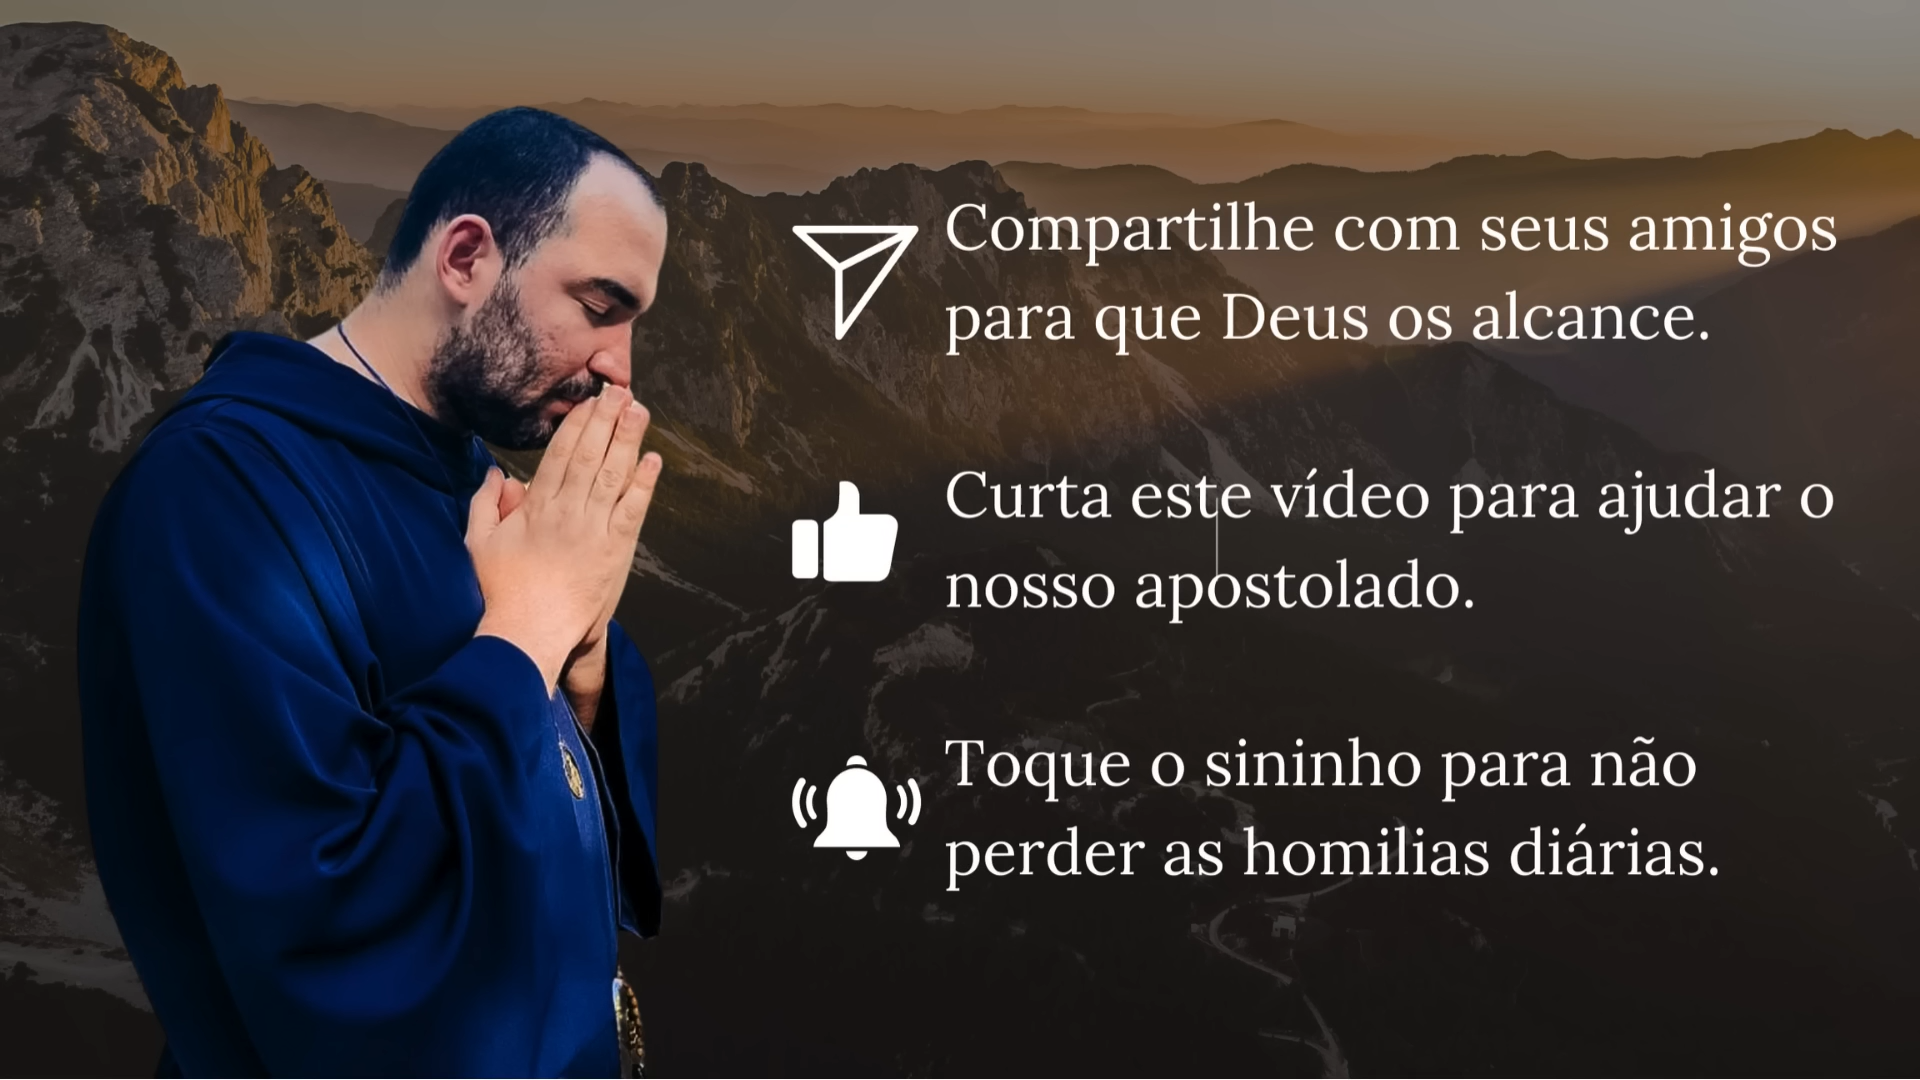 Compartilhe com seus amigos
para que Deus os alcance.
Curta este vídeo para ajudar o
nosso apostolado.
Toque o sininho para não
perder as homilias diárias.